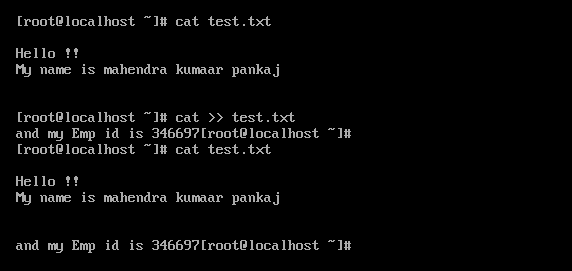 [root@localhost ~]# cat test.txt
Hello !!
My name is mahendra kumaar pankaj
[root@localhost ~]# cat >> test.txt
and my Emp id is 346697[root@localhost ~]#
[root@localhost ~]# cat test.txt
Hello !!
My name is mahendra kumaar pankaj
and my Emp id is 346697[root@localhost ~]#